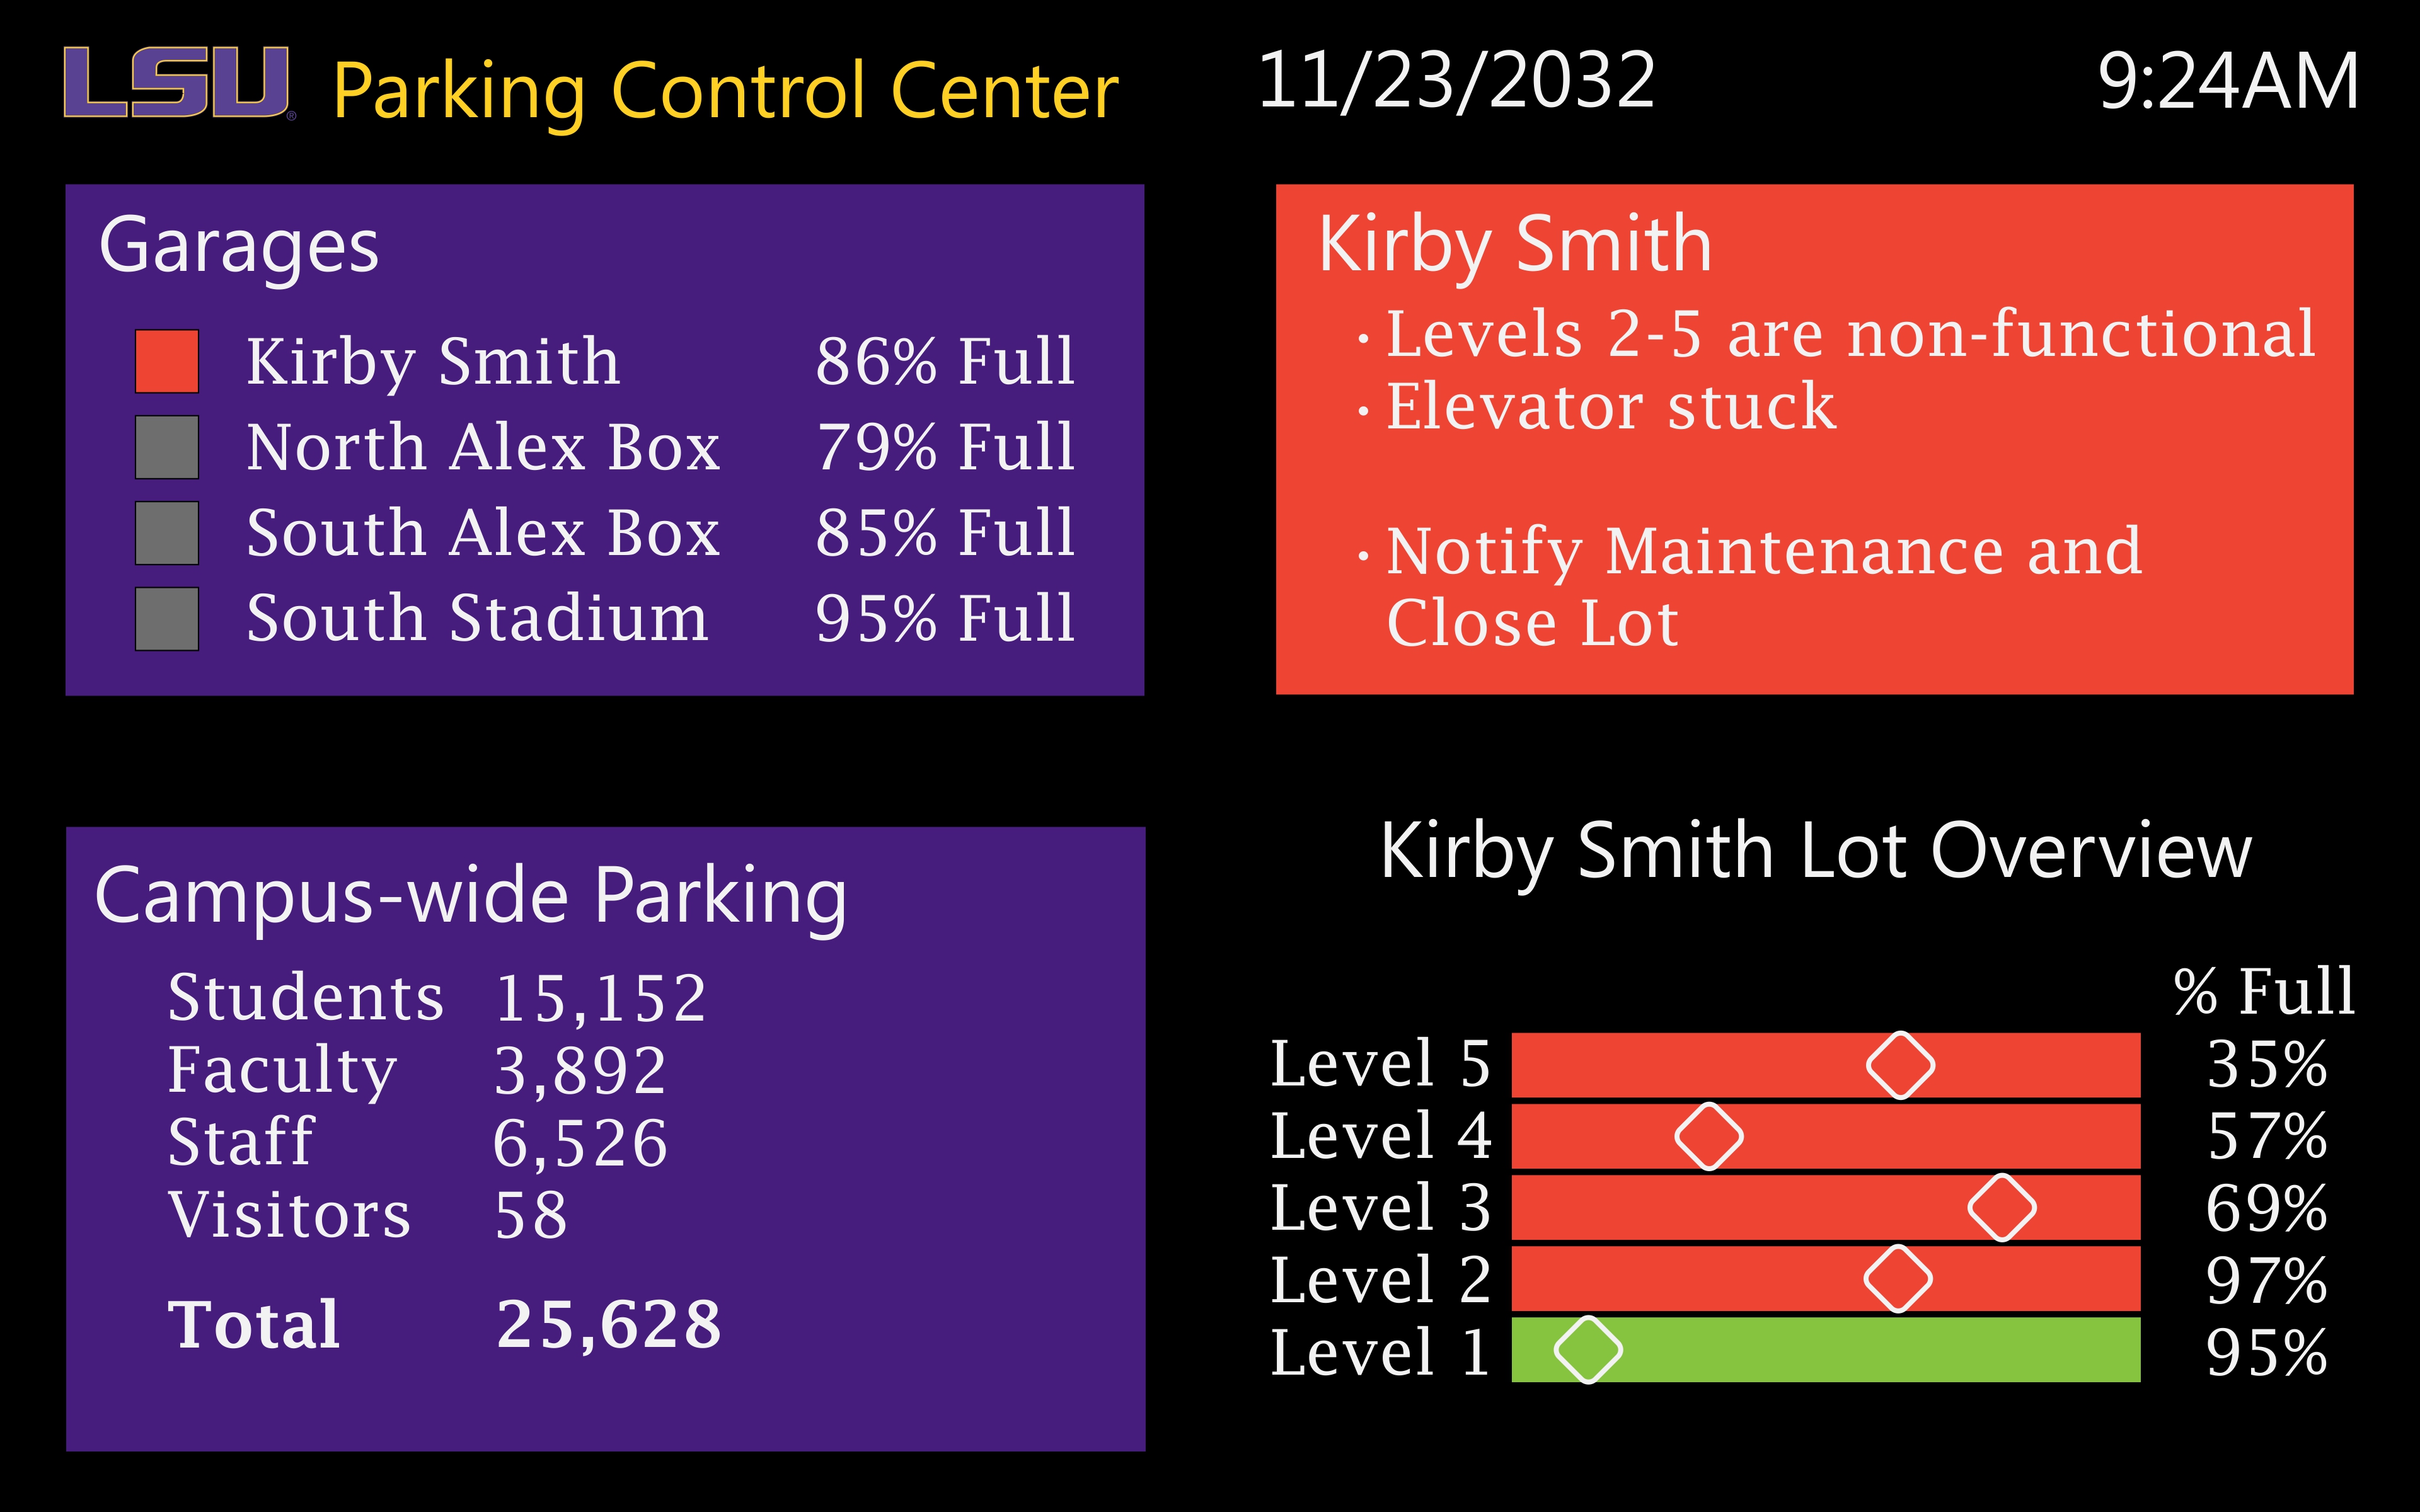 LSU® Parking Control Center 11/23/2032 9:24AM
Garages
Kirby Smith 86% Full
North Alex Box 79% Full
South Alex Box 85% Full
South Stadium 95% Full
Kirby Smith
· Levels 2-5 are non-functional
· Elevator stuck
· Notify Maintenance and
Close Lot
Campus-wide Parking
Students 15,152
Faculty 3,892
Staff 6,526
Visitors 58
Total 25,628
Kirby Smith Lot Overview
% Full
Level 5 35%
Level 4 57%
Level 3 69%
Level 2 97%
Level 1 95%